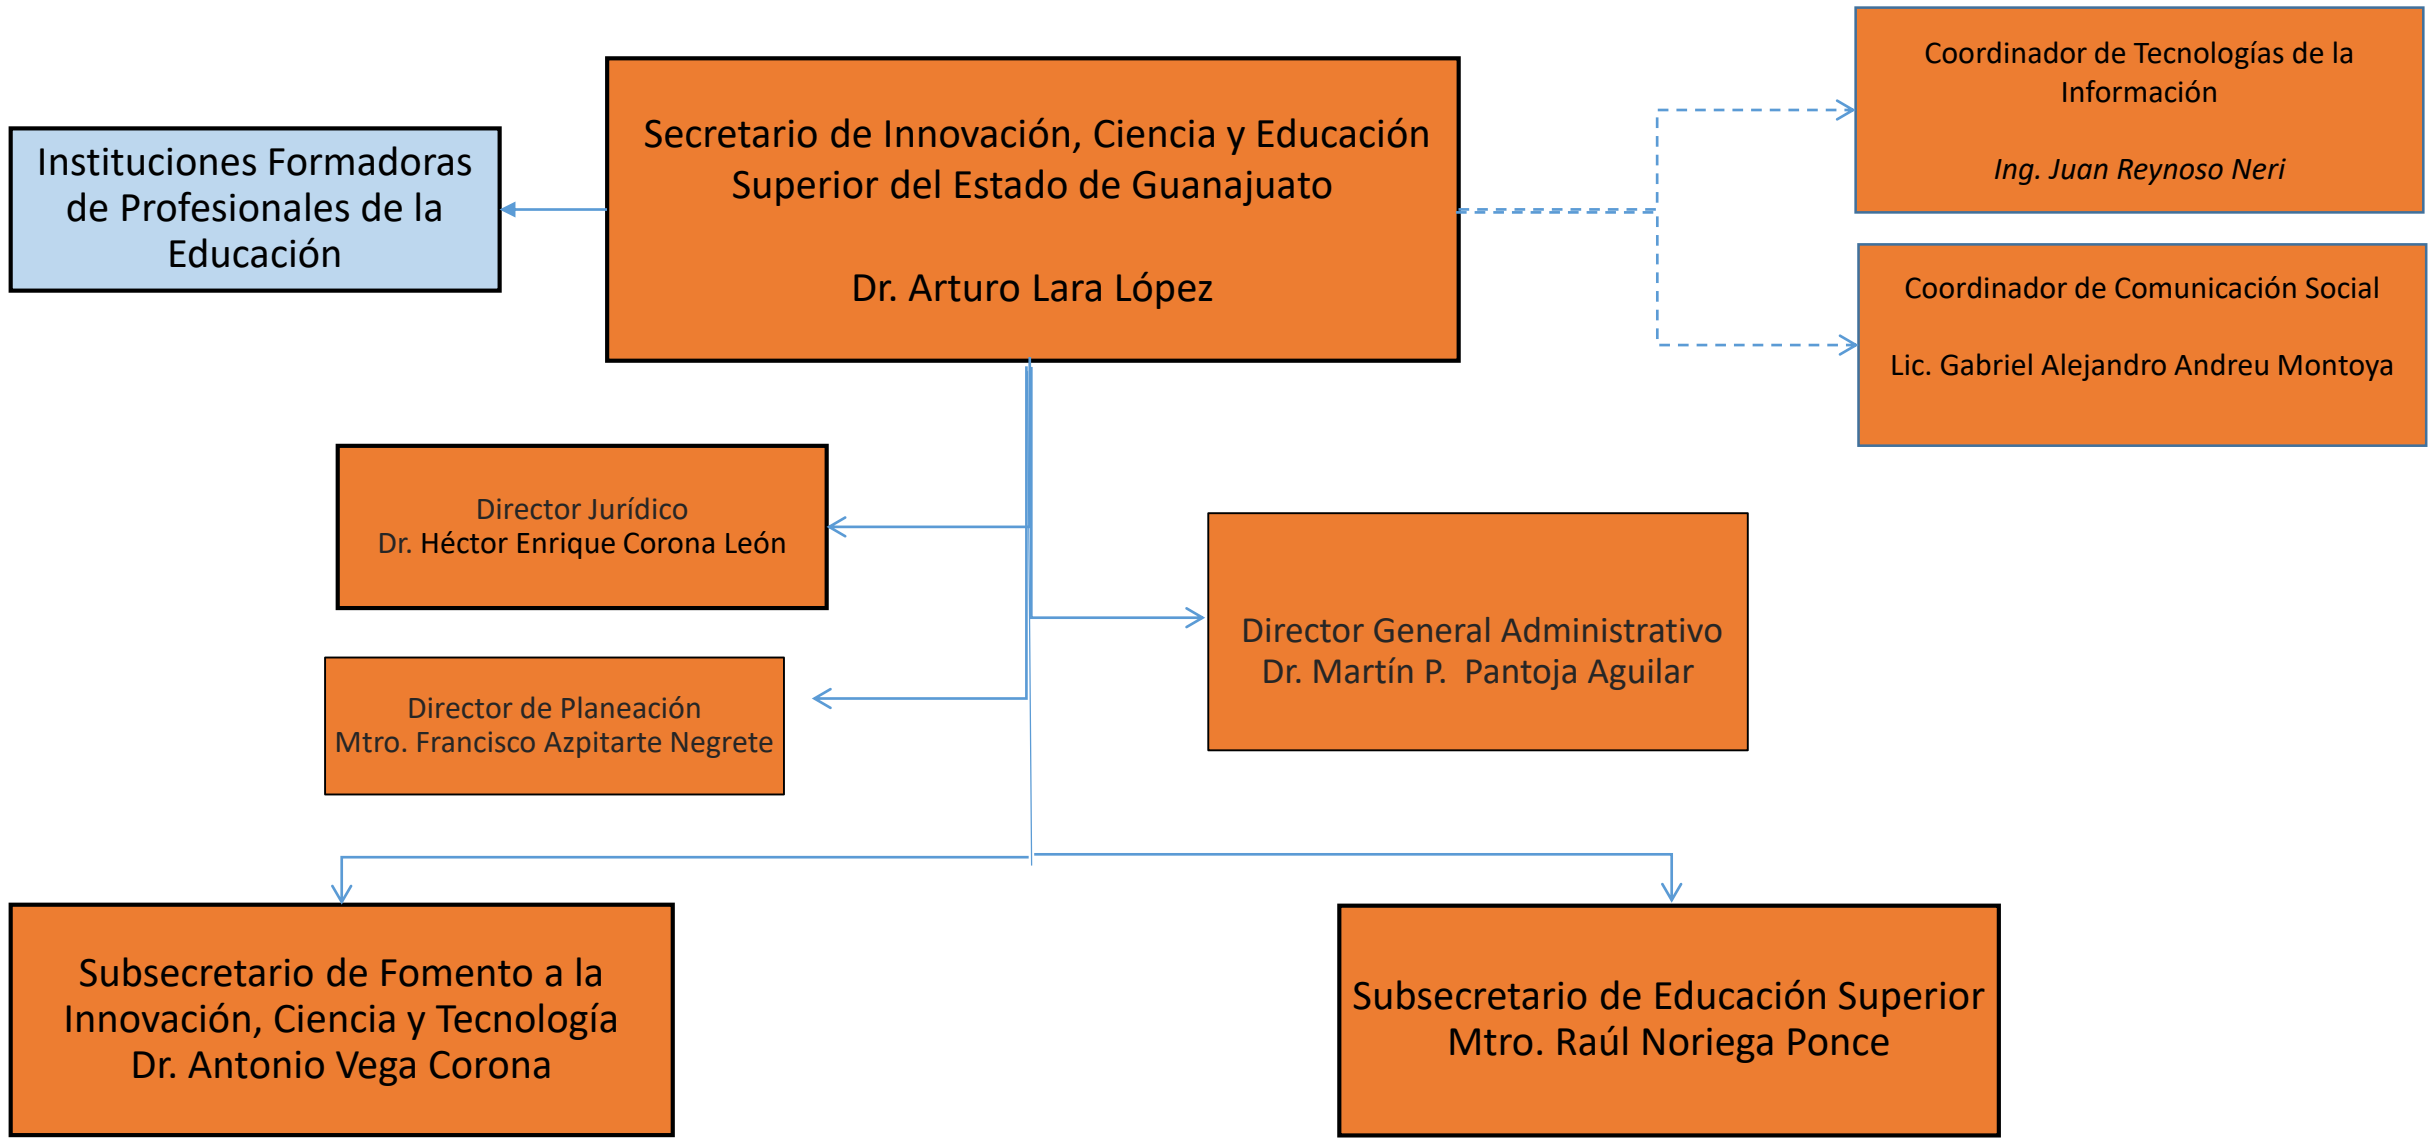 Instituciones Formadoras
de Profesionales de la
Educación
Secretario de Innovación, Ciencia y Educación
Superior del Estado de Guanajuato
Dr. Arturo Lara López
Coordinador de Tecnologías de la
Información
Ing. Juan Reynoso Neri
Coordinador de Comunicación Social
Lic. Gabriel Alejandro Andreu Montoya
Director Jurídico
Dr. Héctor Enrique Corona León
Director General Administrativo
Dr. Martín P. Pantoja Aguilar
Director de Planeación
Mtro. Francisco Azpitarte Negrete
Subsecretario de Fomento a la
Innovación, Ciencia y Tecnología
Dr. Antonio Vega Corona
Subsecretario de Educación Superior
Mtro. Raúl Noriega Ponce